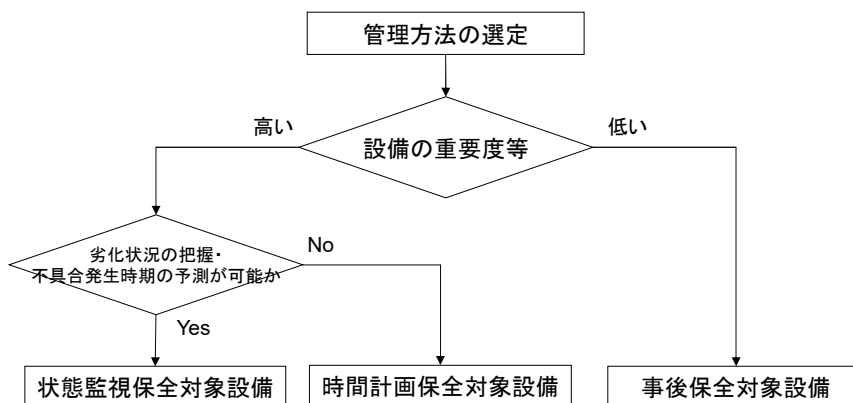 管理方法の選定
高い
低い
設備の重要度等
劣化状況の把握・
不具合発生時期の予測が可能か
No
Yes
状態監視保全対象設備
時間計画保全対象設備
事後保全対象設備